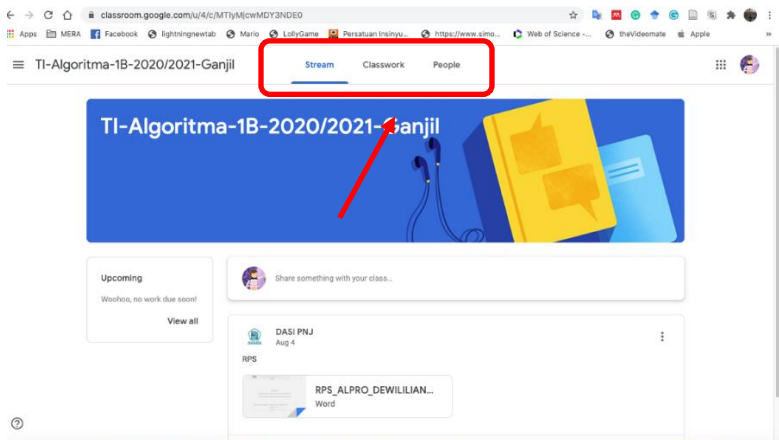 classroom.google.com/u/4/c/MTIyMjcwMDY3NDE0
Apps MERA Facebook lightningnewtab Mario LollyGame Persatuan Insinyu... https://www.simo... Web of Science -... theVideomate Apple »
TI-Algoritma-1B-2020/2021-Ganjil Stream Classwork People
TI-Algoritma-1B-2020/2021-Ganjil
Upcoming
Woohoo, no work due soon!
View all
Share something with your class...
DASI PNJ
Aug 4
RPS
RPS_ALPRO_DEWILILIAN...
Word